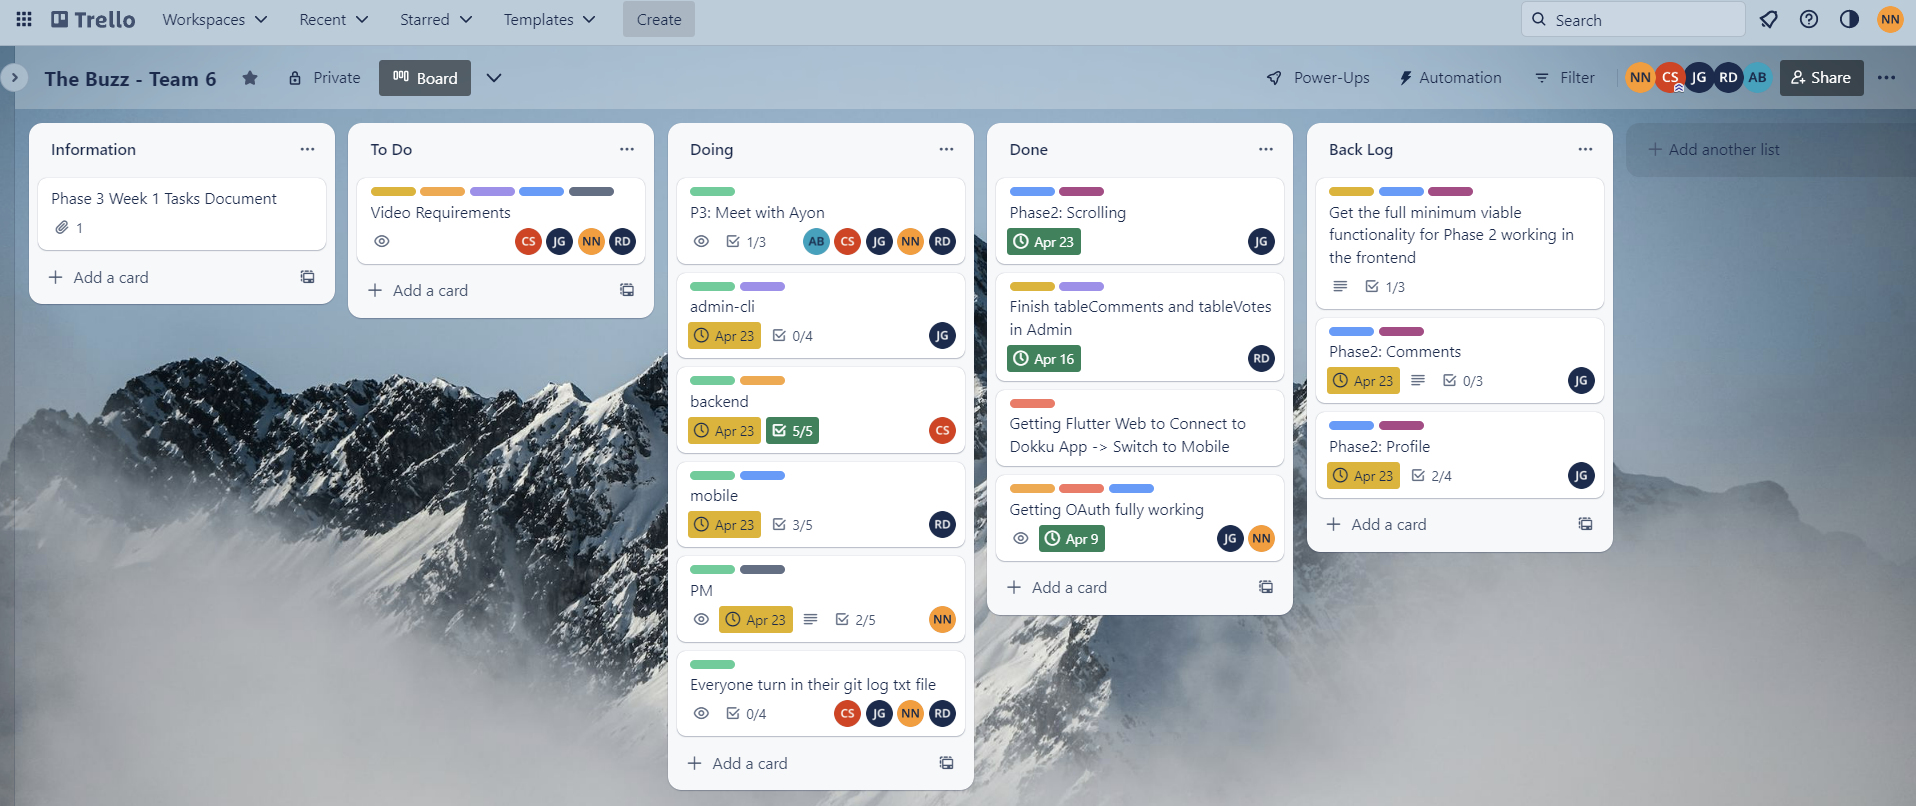 Trello
Workspaces
Recent
Starred
Templates
Create
Search
NN
The Buzz - Team 6
Private
Board
Power-Ups
Automation
Filter
NN
CS
JG
RD
AB
Share
Information
Phase 3 Week 1 Tasks Document
1
Add a card
To Do
Video Requirements
CS JG NN RD
Add a card
Doing
P3: Meet with Ayon
1/3 AB CS JG NN RD
admin-cli
Apr 23 0/4 JG
backend
Apr 23 5/5 CS
mobile
Apr 23 3/5 RD
PM
Apr 23 2/5 NN
Everyone turn in their git log txt file
0/4 CS JG NN RD
Add a card
Done
Phase2: Scrolling
Apr 23 JG
Finish tableComments and tableVotes
in Admin
Apr 16 RD
Getting Flutter Web to Connect to
Dokku App -> Switch to Mobile
Getting OAuth fully working
Apr 9 JG NN
Add a card
Back Log
Get the full minimum viable
functionality for Phase 2 working in
the frontend
1/3
Phase2: Comments
Apr 23 0/3 JG
Phase2: Profile
Apr 23 2/4 JG
Add a card
Add another list